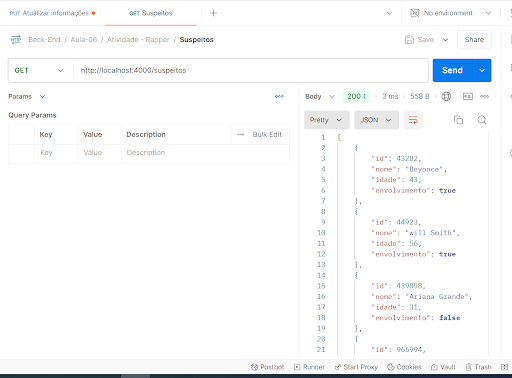 PUT Atualizar informações GET Suspeitos + No environment
Beck-End / Aula-06 / Atividade - Rapper / Suspeitos Save Share
GET http://localhost:4000/suspeitos Send
Params
Query Params
Key Value Description Bulk Edit
Key Value Description
Body 200 3 ms 558 B
Pretty JSON
1 [
2 {
3 "id": 43282,
4 "nome": "Beyonce",
5 "idade": 43,
6 "envolvimento": true
7 },
8 {
9 "id": 44923,
10 "nome": "will Smith",
11 "idade": 56,
12 "envolvimento": true
13 },
14 {
15 "id": 439898,
16 "nome": "Ariana Grande",
17 "idade": 31,
18 "envolvimento": false
19 },
20 {
21 "id": 965994,
Postbot Runner Start Proxy Cookies Vault Trash